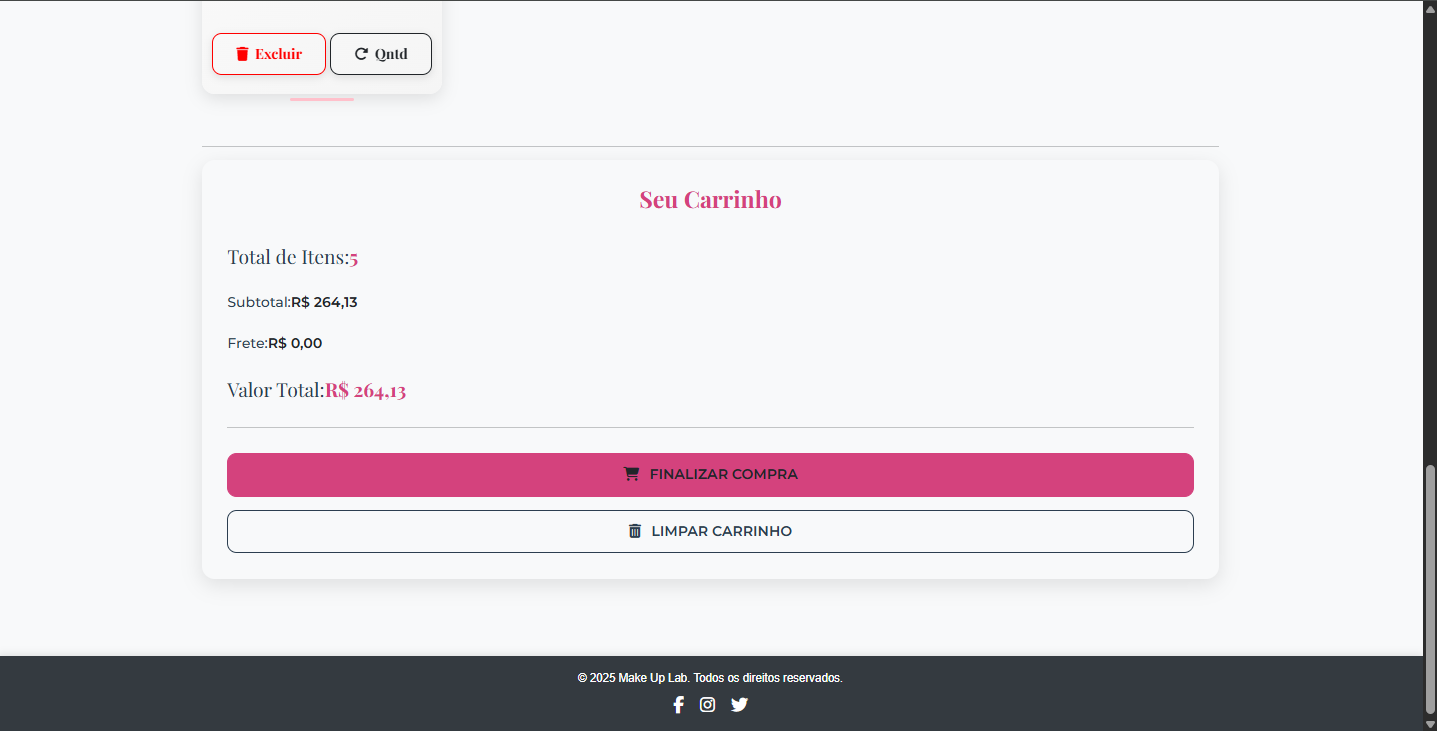 Excluir Qntd
Seu Carrinho
Total de Itens:5
Subtotal:R$ 264,13
Frete:R$ 0,00
Valor Total:R$ 264,13
FINALIZAR COMPRA
LIMPAR CARRINHO
© 2025 Make Up Lab. Todos os direitos reservados.